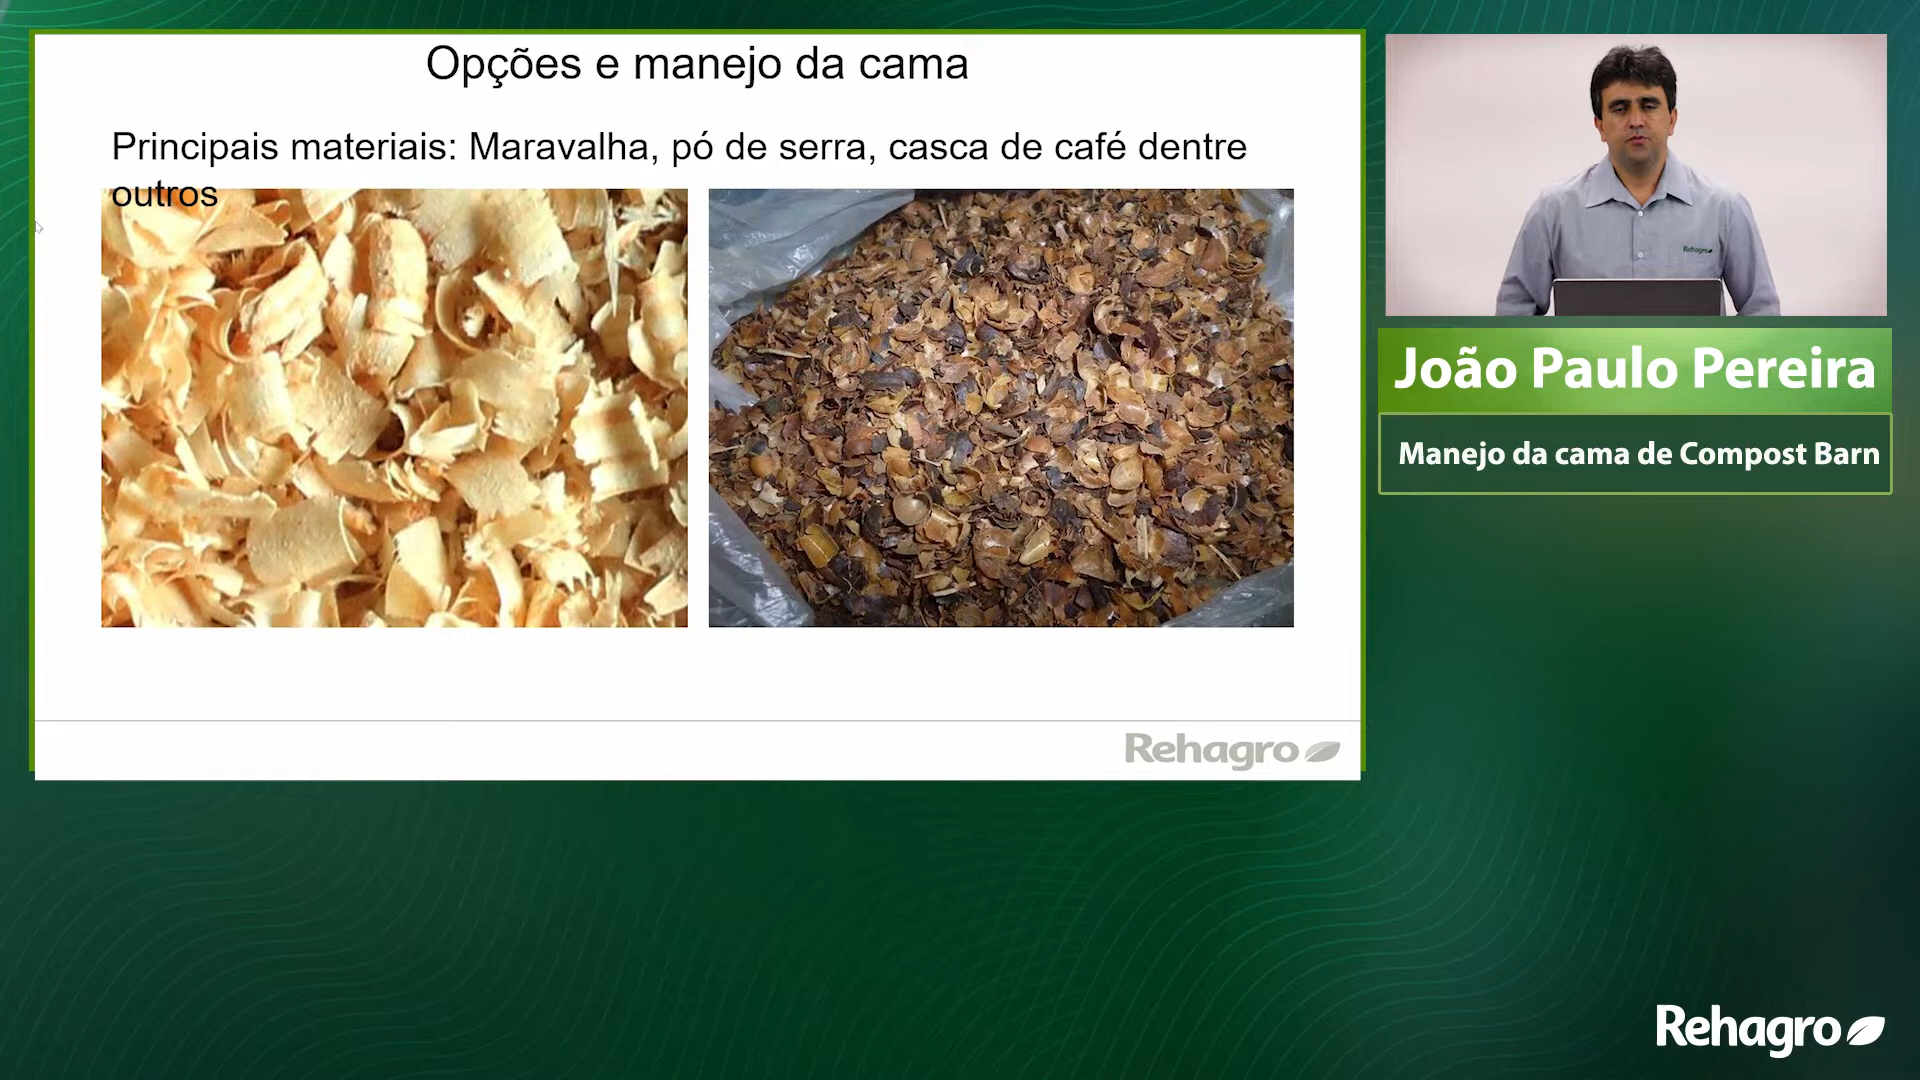 Opções e manejo da cama
Principais materiais: Maravalha, pó de serra, casca de café dentre
outros
Rehagro
Rehagro
João Paulo Pereira
Manejo da cama de Compost Barn
Rehagro